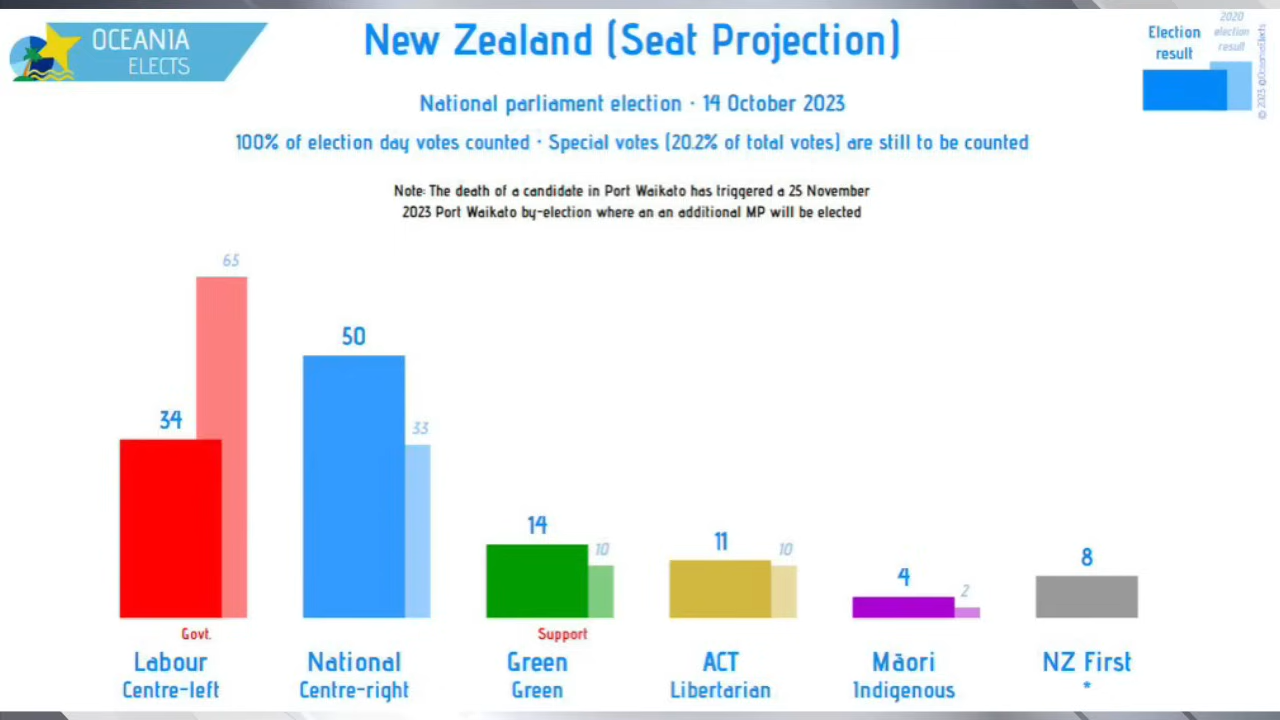 OCEANIA
ELECTS
New Zealand (Seat Projection)
2020
election
result
Election
result
© 2023 @OceaniaElects
National parliament election · 14 October 2023
100% of election day votes counted · Special votes (20.2% of total votes) are still to be counted
Note: The death of a candidate in Port Waikato has triggered a 25 November
2023 Port Waikato by-election where an an additional MP will be elected
65
34
50
33
14
10
11
10
4
2
8
Govt.
Support
Labour
National
Green
ACT
Māori
NZ First
Centre-left
Centre-right
Green
Libertarian
Indigenous
*